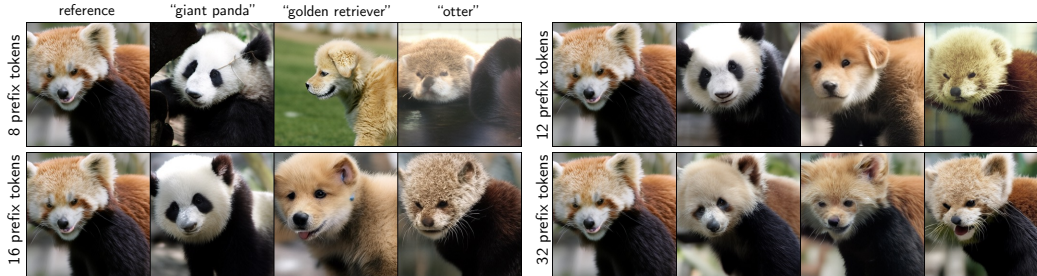 reference “giant panda” “golden retriever” “otter”
8 prefix tokens
12 prefix tokens
16 prefix tokens
32 prefix tokens